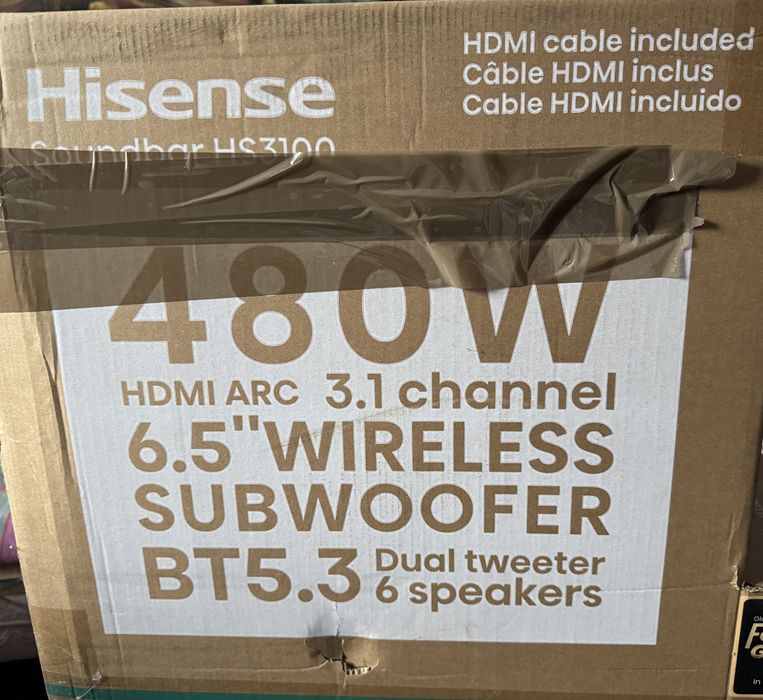 HDMI cable included
Câble HDMI inclus
Cable HDMI incluido
Hisense
Soundbar HS3100
480W
HDMI ARC 3.1 channel
6.5"WIRELESS
SUBWOOFER
BT5.3
Dual tweeter
6 speakers